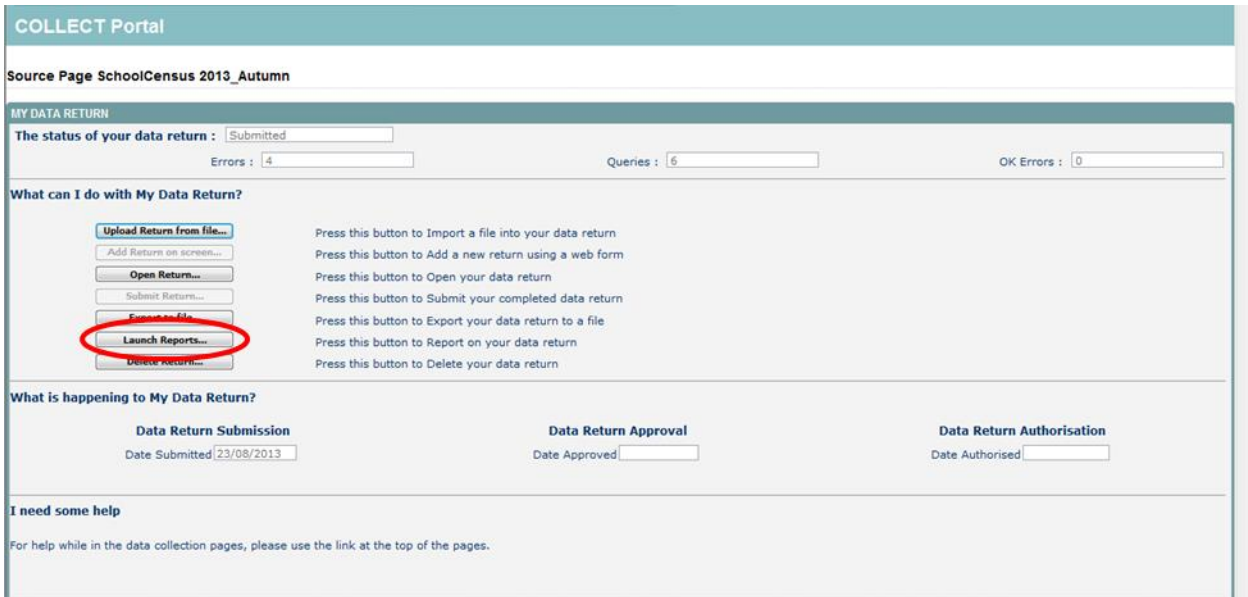 COLLECT Portal
Source Page SchoolCensus 2013_Autumn
MY DATA RETURN
The status of your data return : Submitted
Errors : 4 Queries : 6 OK Errors : 0
What can I do with My Data Return?
Upload Return from file... Press this button to Import a file into your data return
Add Return on screen... Press this button to Add a new return using a web form
Open Return... Press this button to Open your data return
Submit Return... Press this button to Submit your completed data return
Export to file... Press this button to Export your data return to a file
Launch Reports... Press this button to Report on your data return
Delete Return... Press this button to Delete your data return
What is happening to My Data Return?
Data Return Submission Data Return Approval Data Return Authorisation
Date Submitted 23/08/2013 Date Approved Date Authorised
I need some help
For help while in the data collection pages, please use the link at the top of the pages.